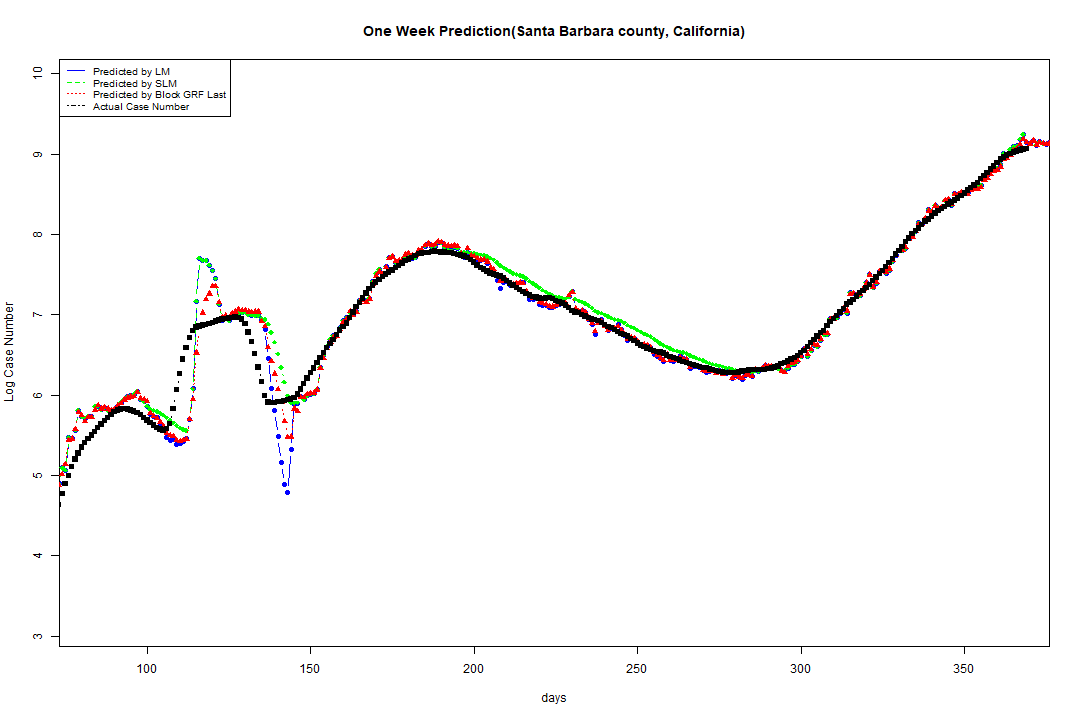 One Week Prediction(Santa Barbara county, California)
Predicted by LM
Predicted by SLM
Predicted by Block GRF Last
Actual Case Number
10
9
8
7
6
5
4
3
Log Case Number
100 150 200 250 300 350
days